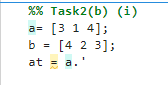 %% Task2(b) (i)
a= [3 1 4];
b = [4 2 3];
at = a.'